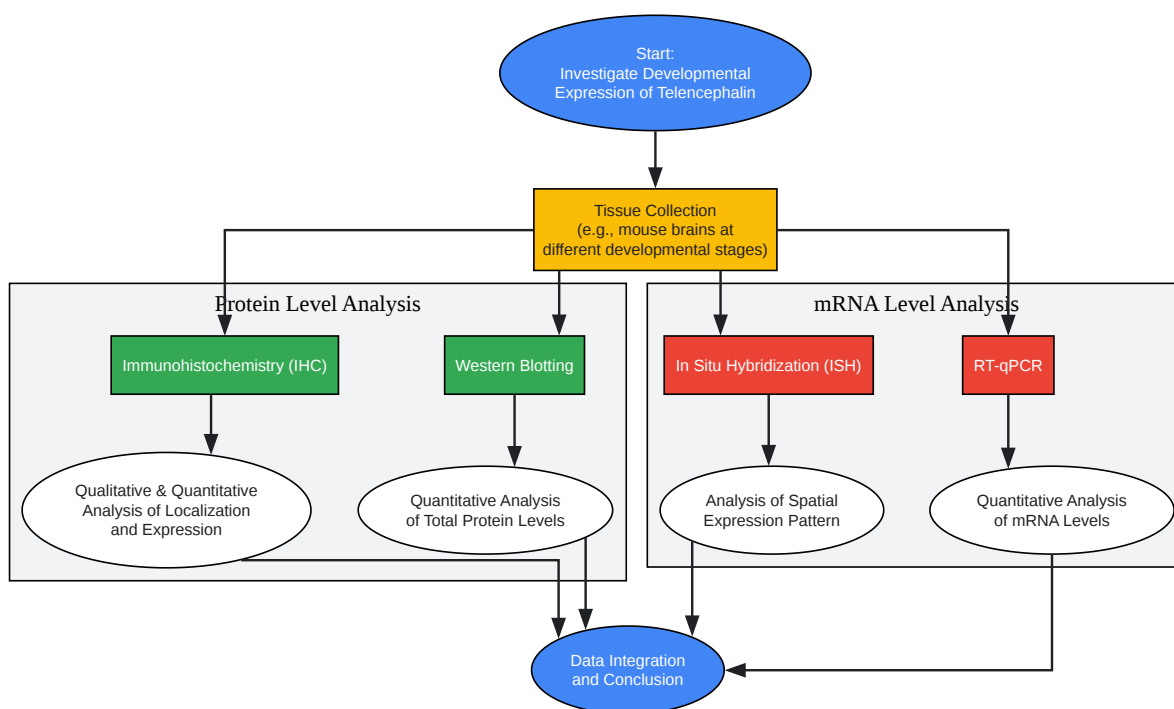 Start:
Investigate Developmental
Expression of Telencephalin
Tissue Collection
(e.g., mouse brains at
different developmental stages)
Protein Level Analysis
mRNA Level Analysis
Immunohistochemistry (IHC)
Western Blotting
In Situ Hybridization (ISH)
RT-qPCR
Qualitative & Quantitative
Analysis of Localization
and Expression
Quantitative Analysis
of Total Protein Levels
Analysis of Spatial
Expression Pattern
Quantitative Analysis
of mRNA Levels
Data Integration
and Conclusion